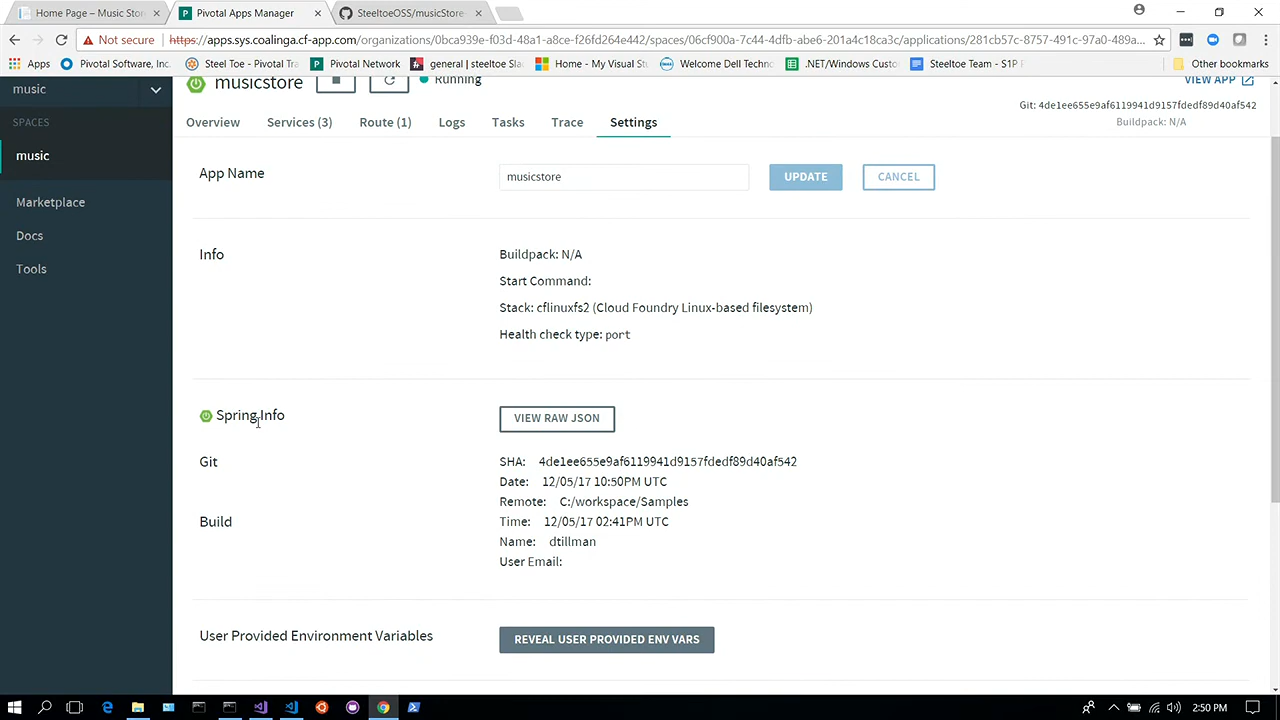 Home Page – Music Sto
Pivotal Apps Manager
SteeltoeOSS/musicStore
Not secure
https://apps.sys.coalinga.cf-app.com/organizations/0bca939e-f03d-48a1-a8ce-f26fd264e442/spaces/06cf900a-7c44-4dfb-abe6-201a4c18ca3c/applications/281cb57c-8757-491c-97a0-489a...
Apps
Pivotal Software, Inc.
Steel Toe - Pivotal Tra
Pivotal Network
general | steeltoe Sla
Home - My Visual St
Welcome Dell Techno
.NET/Windows Custo
Steeltoe Team - S1P
Other bookmarks
music
SPACES
music
Marketplace
Docs
Tools
musicstore
Running
VIEW APP
Git: 4de1ee655e9af6119941d9157fdedf89d40af542
Buildpack: N/A
Overview
Services (3)
Route (1)
Logs
Tasks
Trace
Settings
App Name
musicstore
UPDATE
CANCEL
Info
Buildpack: N/A
Start Command:
Stack: cflinuxfs2 (Cloud Foundry Linux-based filesystem)
Health check type: port
Spring Info
VIEW RAW JSON
Git
SHA: 4de1ee655e9af6119941d9157fdedf89d40af542
Date: 12/05/17 10:50PM UTC
Remote: C:/workspace/Samples
Build
Time: 12/05/17 02:41PM UTC
Name: dtillman
User Email:
User Provided Environment Variables
REVEAL USER PROVIDED ENV VARS
2:50 PM